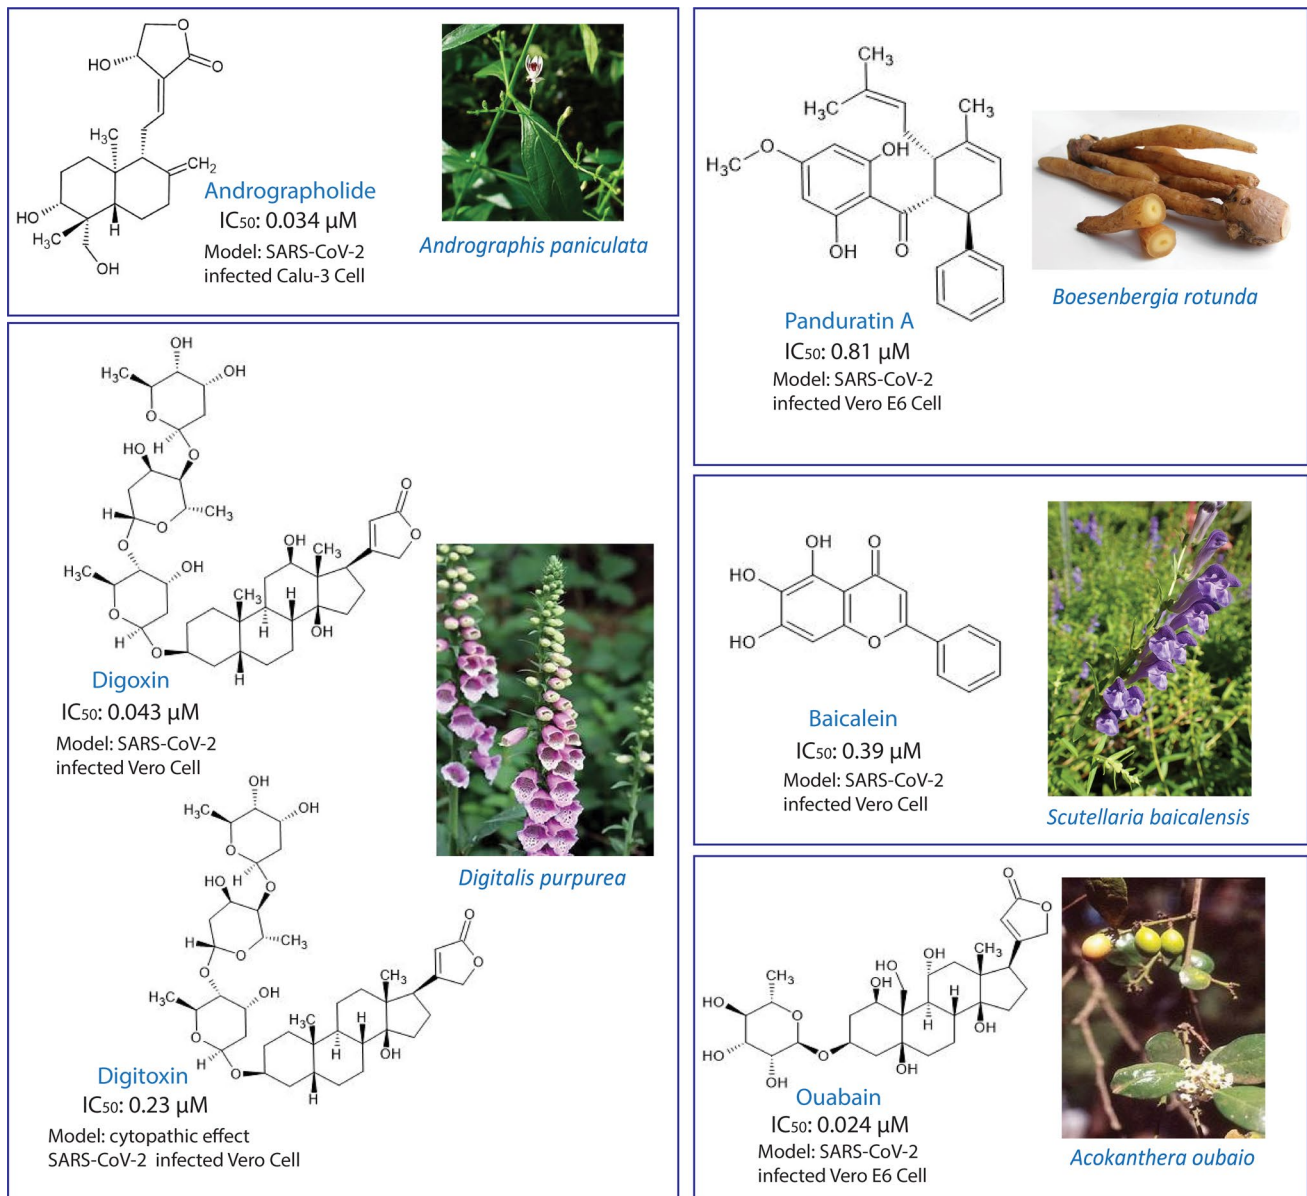 O
HO
O
H₃C
CH₂
HO
H₃C
H
OH
Andrographolide
IC₅₀: 0.034 µM
Model: SARS-CoV-2
infected Calu-3 Cell
Andrographis paniculata
CH₃
H₃C
CH₃
OH
O
H₃C
OH
O
Panduratin A
IC₅₀: 0.81 µM
Model: SARS-CoV-2
infected Vero E6 Cell
Boesenbergia rotunda
OH
H₃C
OH
O
H
HO
O
H
O
CH₃
O
H₃C
OH
O
H
O
OH
CH₃
CH₃
H
H
OH
H
O
O
Digoxin
IC₅₀: 0.043 µM
Model: SARS-CoV-2
infected Vero Cell
OH
H₃C
OH
O
HO
H
O
H
O
CH₃
O
H₃C
OH
O
H
O
H₃C
CH₃
H
H
OH
H
O
O
Digitoxin
IC₅₀: 0.23 µM
Model: cytopathic effect
SARS-CoV-2 infected Vero Cell
Digitalis purpurea
OH
O
HO
HO
O
Baicalein
IC₅₀: 0.39 µM
Model: SARS-CoV-2
infected Vero Cell
Scutellaria baicalensis
O
O
CH₃
OH
HO
OH
CH₃
HO
O
H
H
OH
HO
O
OH
OH
Ouabain
IC₅₀: 0.024 µM
Model: SARS-CoV-2
infected Vero E6 Cell
Acokanthera oubaio